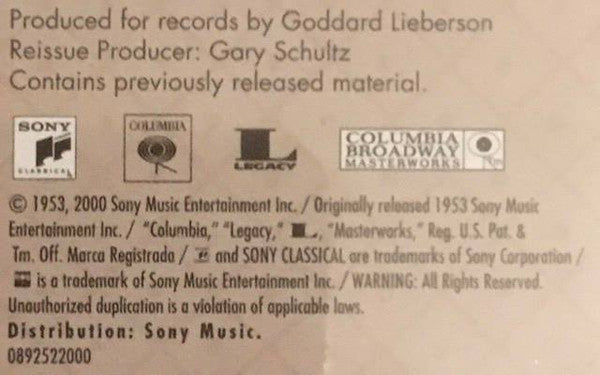 Produced for records by Goddard Lieberson
Reissue Producer: Gary Schultz
Contains previously released material.
SONY
CLASSICAL
COLUMBIA
L
LEGACY
COLUMBIA
BROADWAY
MASTERWORKS
© 1953, 2000 Sony Music Entertainment Inc. / Originally released 1953 Sony Music
Entertainment Inc. / "Columbia," "Legacy," L, "Masterworks," Reg. U.S. Pat. &
Tm. Off. Marca Registrada / and SONY CLASSICAL are trademarks of Sony Corporation /
is a trademark of Sony Music Entertainment Inc. / WARNING: All Rights Reserved.
Unauthorized duplication is a violation of applicable laws.
Distribution: Sony Music.
0892522000